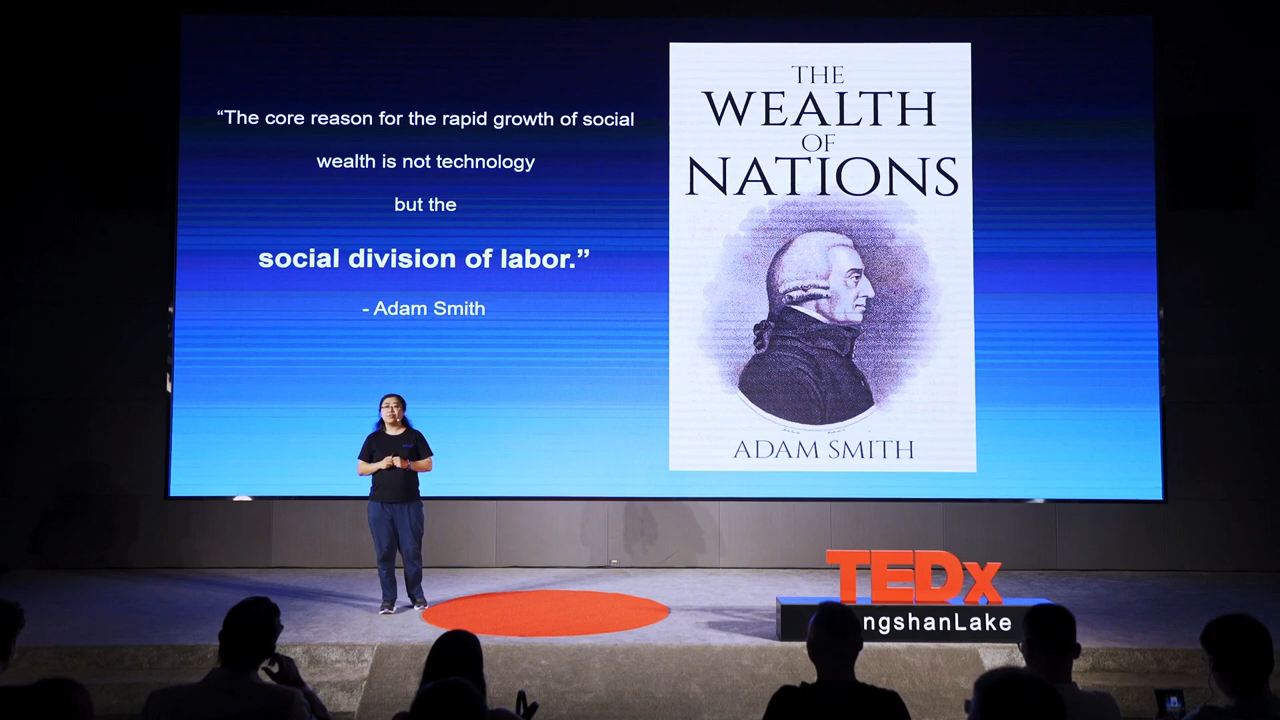 “The core reason for the rapid growth of social
wealth is not technology
but the
social division of labor.”
- Adam Smith
THE
WEALTH
OF
NATIONS
ADAM SMITH
TEDx
ngshanLake